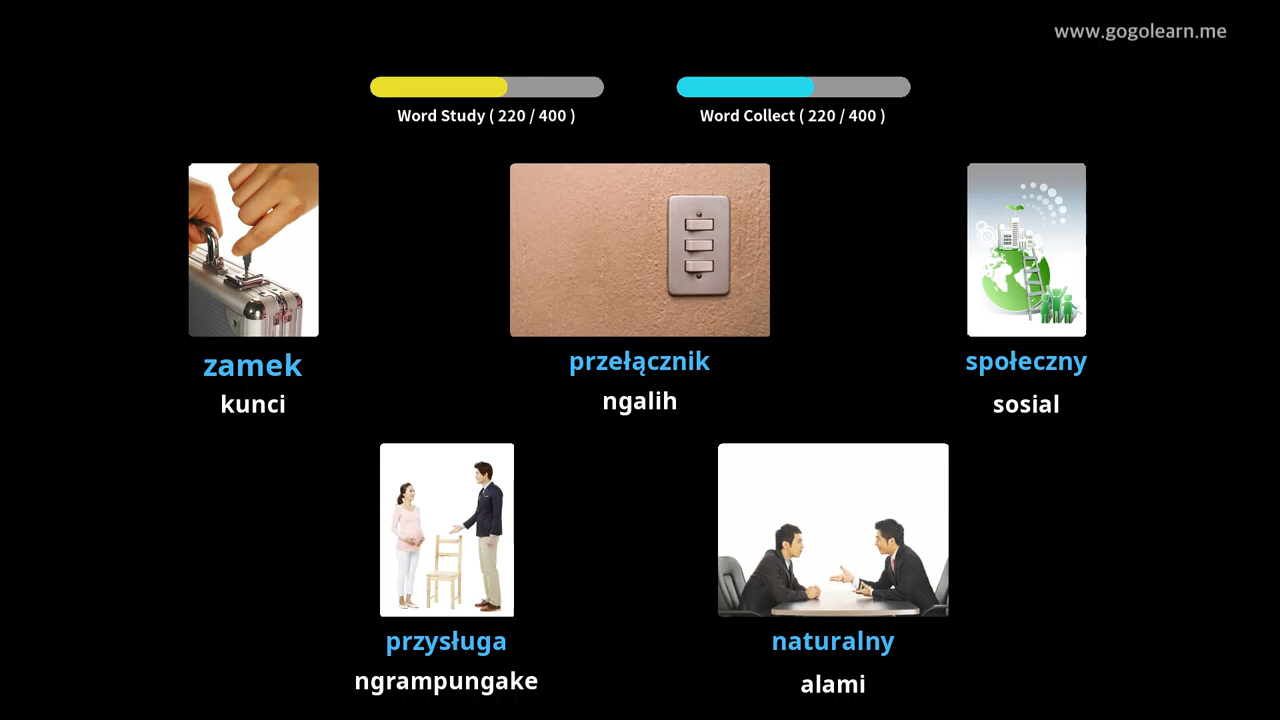 www.gogolearn.me
Word Study ( 220 / 400 )
Word Collect ( 220 / 400 )
zamek
kunci
przełącznik
ngalih
społeczny
sosial
przysługa
ngrampungake
naturalny
alami